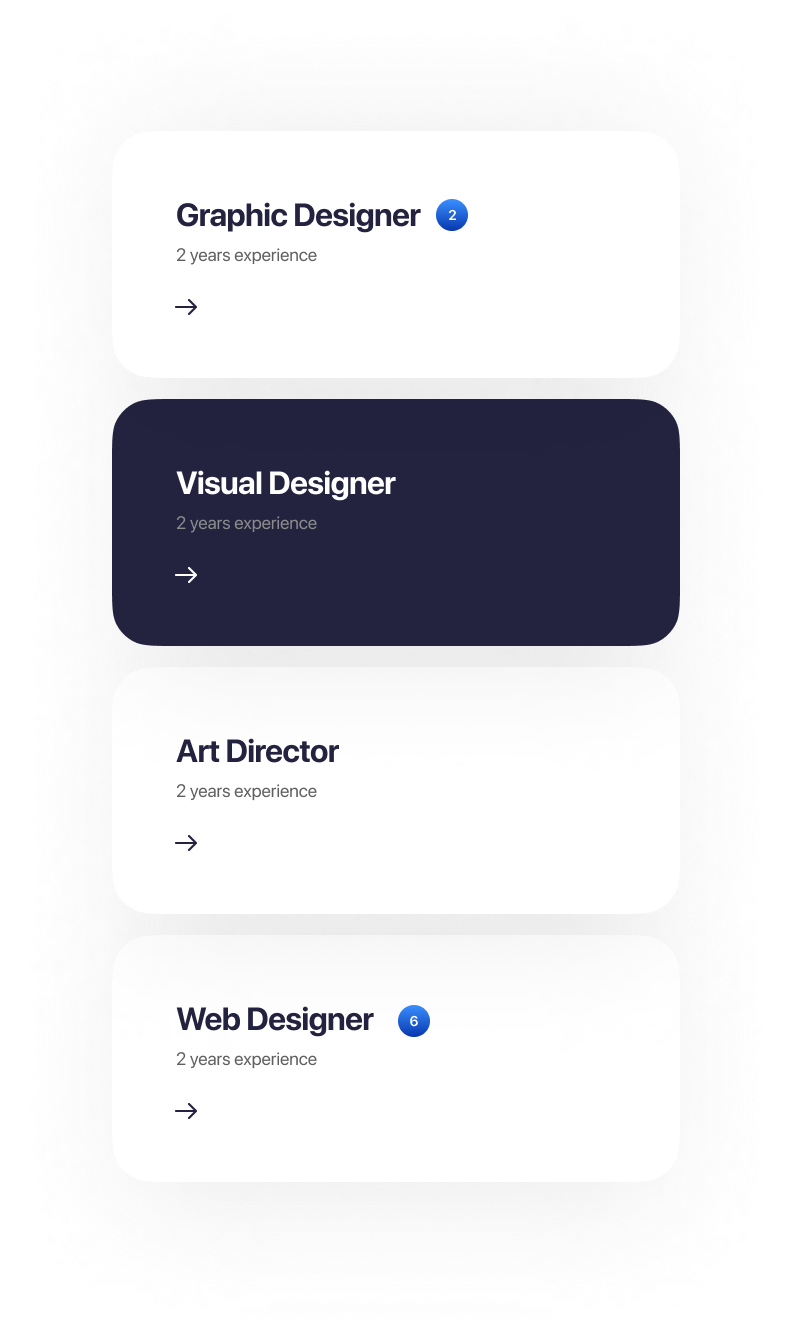 Graphic Designer 2
2 years experience
Visual Designer
2 years experience
Art Director
2 years experience
Web Designer 6
2 years experience